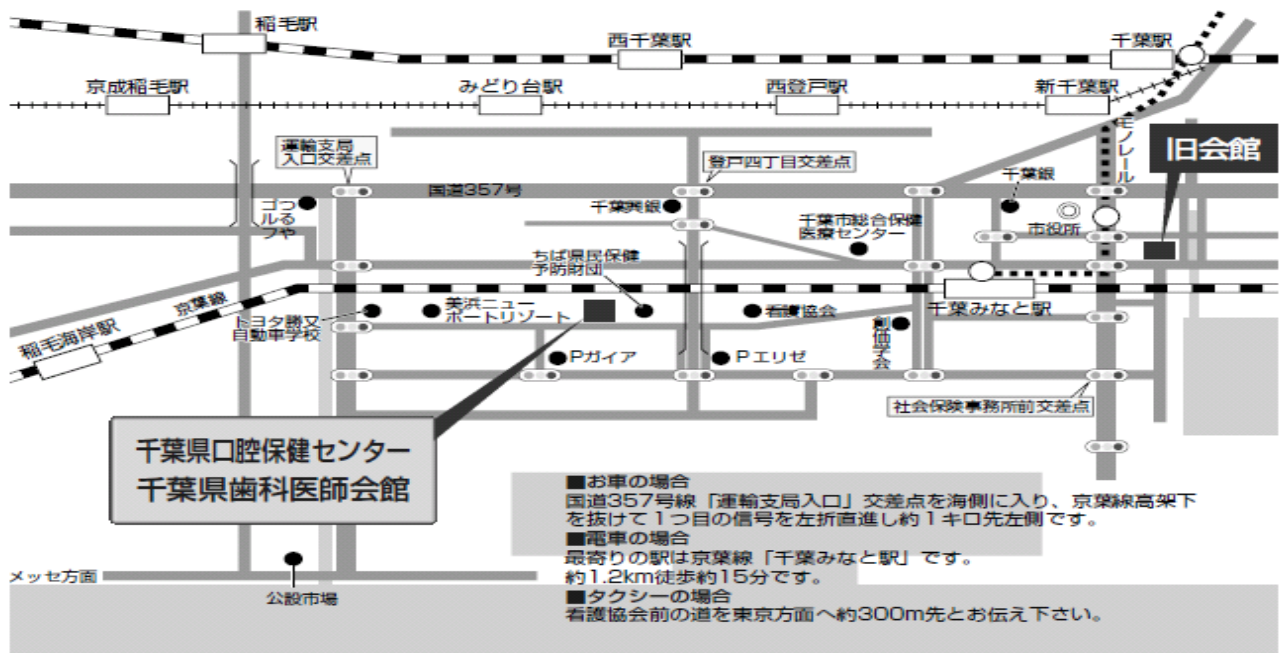 稲毛駅
西千葉駅
千葉駅
京成稲毛駅
みどり台駅
西登戸駅
新千葉駅
モノレール
旧会館
運輸支局
入口交差点
登戸四丁目交差点
国道357号
千葉銀
つるや
ゴルフ
千葉興銀
千葉市総合保健
医療センター
市役所
ちば県民保健
予防財団
京葉線
稲毛海岸駅
トヨタ勝又
自動車学校
美浜ニュー
ポートリゾート
看護協会
千葉みなと駅
創価学会
Pガイア
Pエリゼ
社会保険事務所前交差点
千葉県口腔保健センター
千葉県歯科医師会館
■お車の場合
国道357号線「運輸支局入口」交差点を海側に入り、京葉線高架下
を抜けて1つ目の信号を左折直進し約1キロ先左側です。
■電車の場合
最寄りの駅は京葉線「千葉みなと駅」です。
約1.2km徒歩約15分です。
■タクシーの場合
看護協会前の道を東京方面へ約300m先とお伝え下さい。
メッセ方面
公設市場